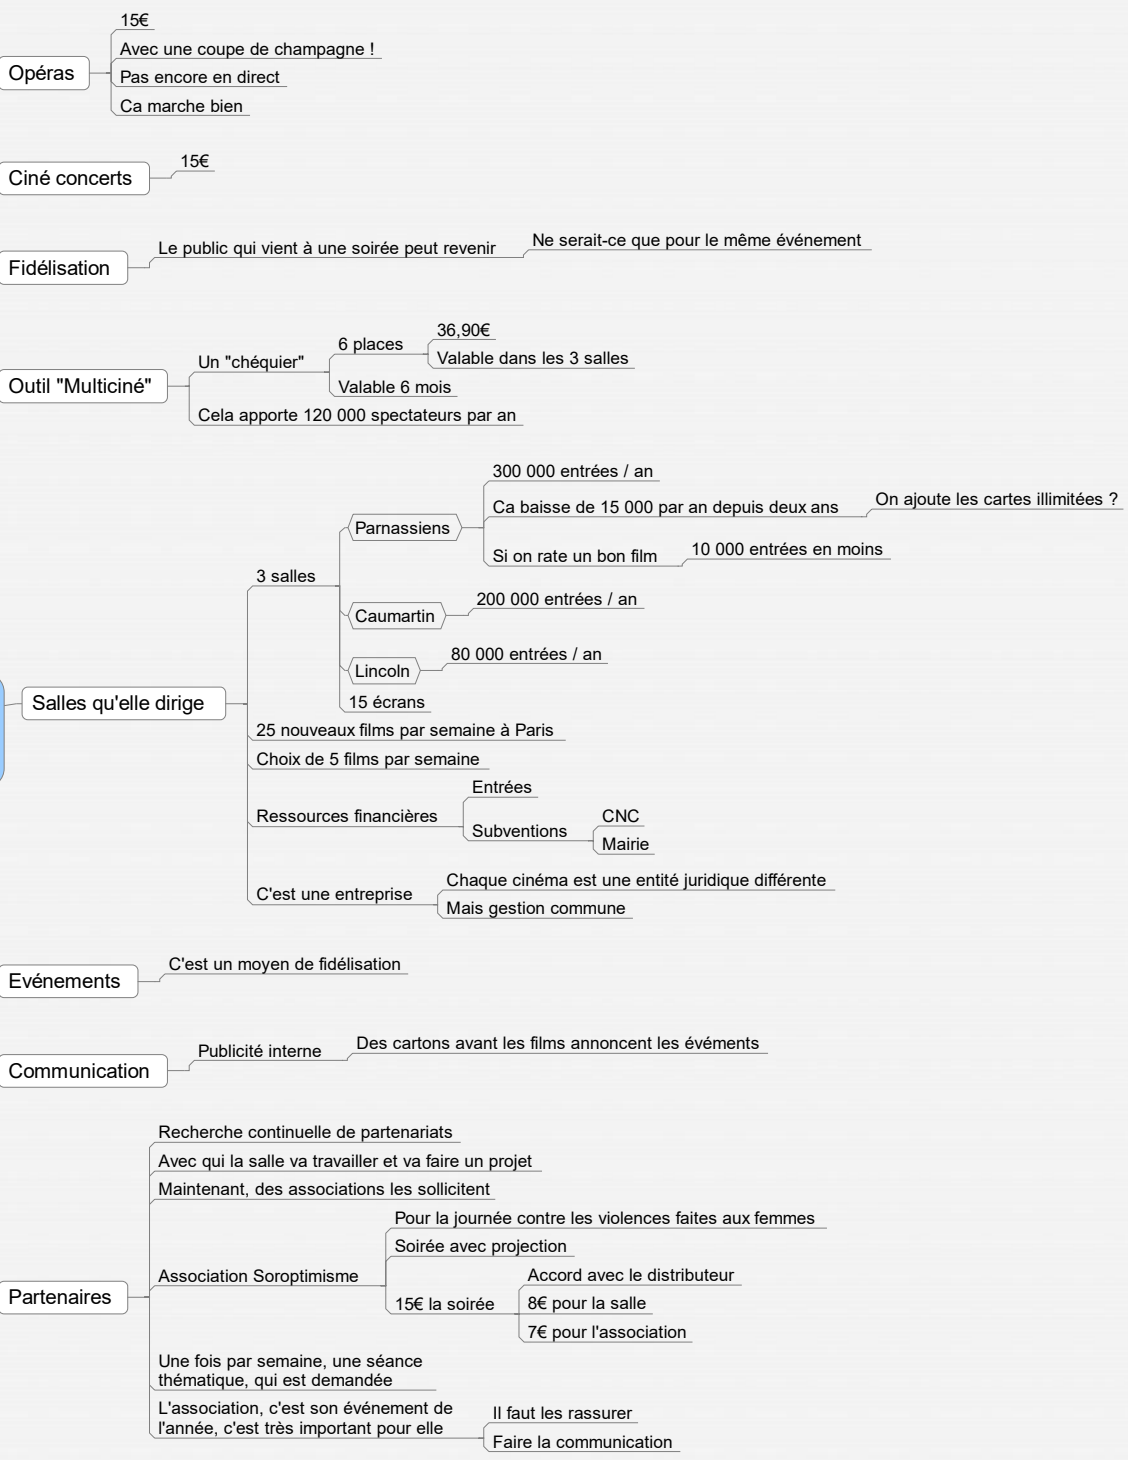 Opéras
15€
Avec une coupe de champagne !
Pas encore en direct
Ca marche bien
Ciné concerts
15€
Fidélisation
Le public qui vient à une soirée peut revenir
Ne serait-ce que pour le même événement
Outil "Multiciné"
Un "chéquier"
6 places
36,90€
Valable dans les 3 salles
Valable 6 mois
Cela apporte 120 000 spectateurs par an
Salles qu'elle dirige
3 salles
Parnassiens
300 000 entrées / an
Ca baisse de 15 000 par an depuis deux ans
On ajoute les cartes illimitées ?
Si on rate un bon film
10 000 entrées en moins
Caumartin
200 000 entrées / an
Lincoln
80 000 entrées / an
15 écrans
25 nouveaux films par semaine à Paris
Choix de 5 films par semaine
Ressources financières
Entrées
Subventions
CNC
Mairie
C'est une entreprise
Chaque cinéma est une entité juridique différente
Mais gestion commune
Evénements
C'est un moyen de fidélisation
Communication
Publicité interne
Des cartons avant les films annoncent les évéments
Partenaires
Recherche continuelle de partenariats
Avec qui la salle va travailler et va faire un projet
Maintenant, des associations les sollicitent
Association Soroptimisme
Pour la journée contre les violences faites aux femmes
Soirée avec projection
15€ la soirée
Accord avec le distributeur
8€ pour la salle
7€ pour l'association
Une fois par semaine, une séance
thématique, qui est demandée
L'association, c'est son événement de
l'année, c'est très important pour elle
Il faut les rassurer
Faire la communication